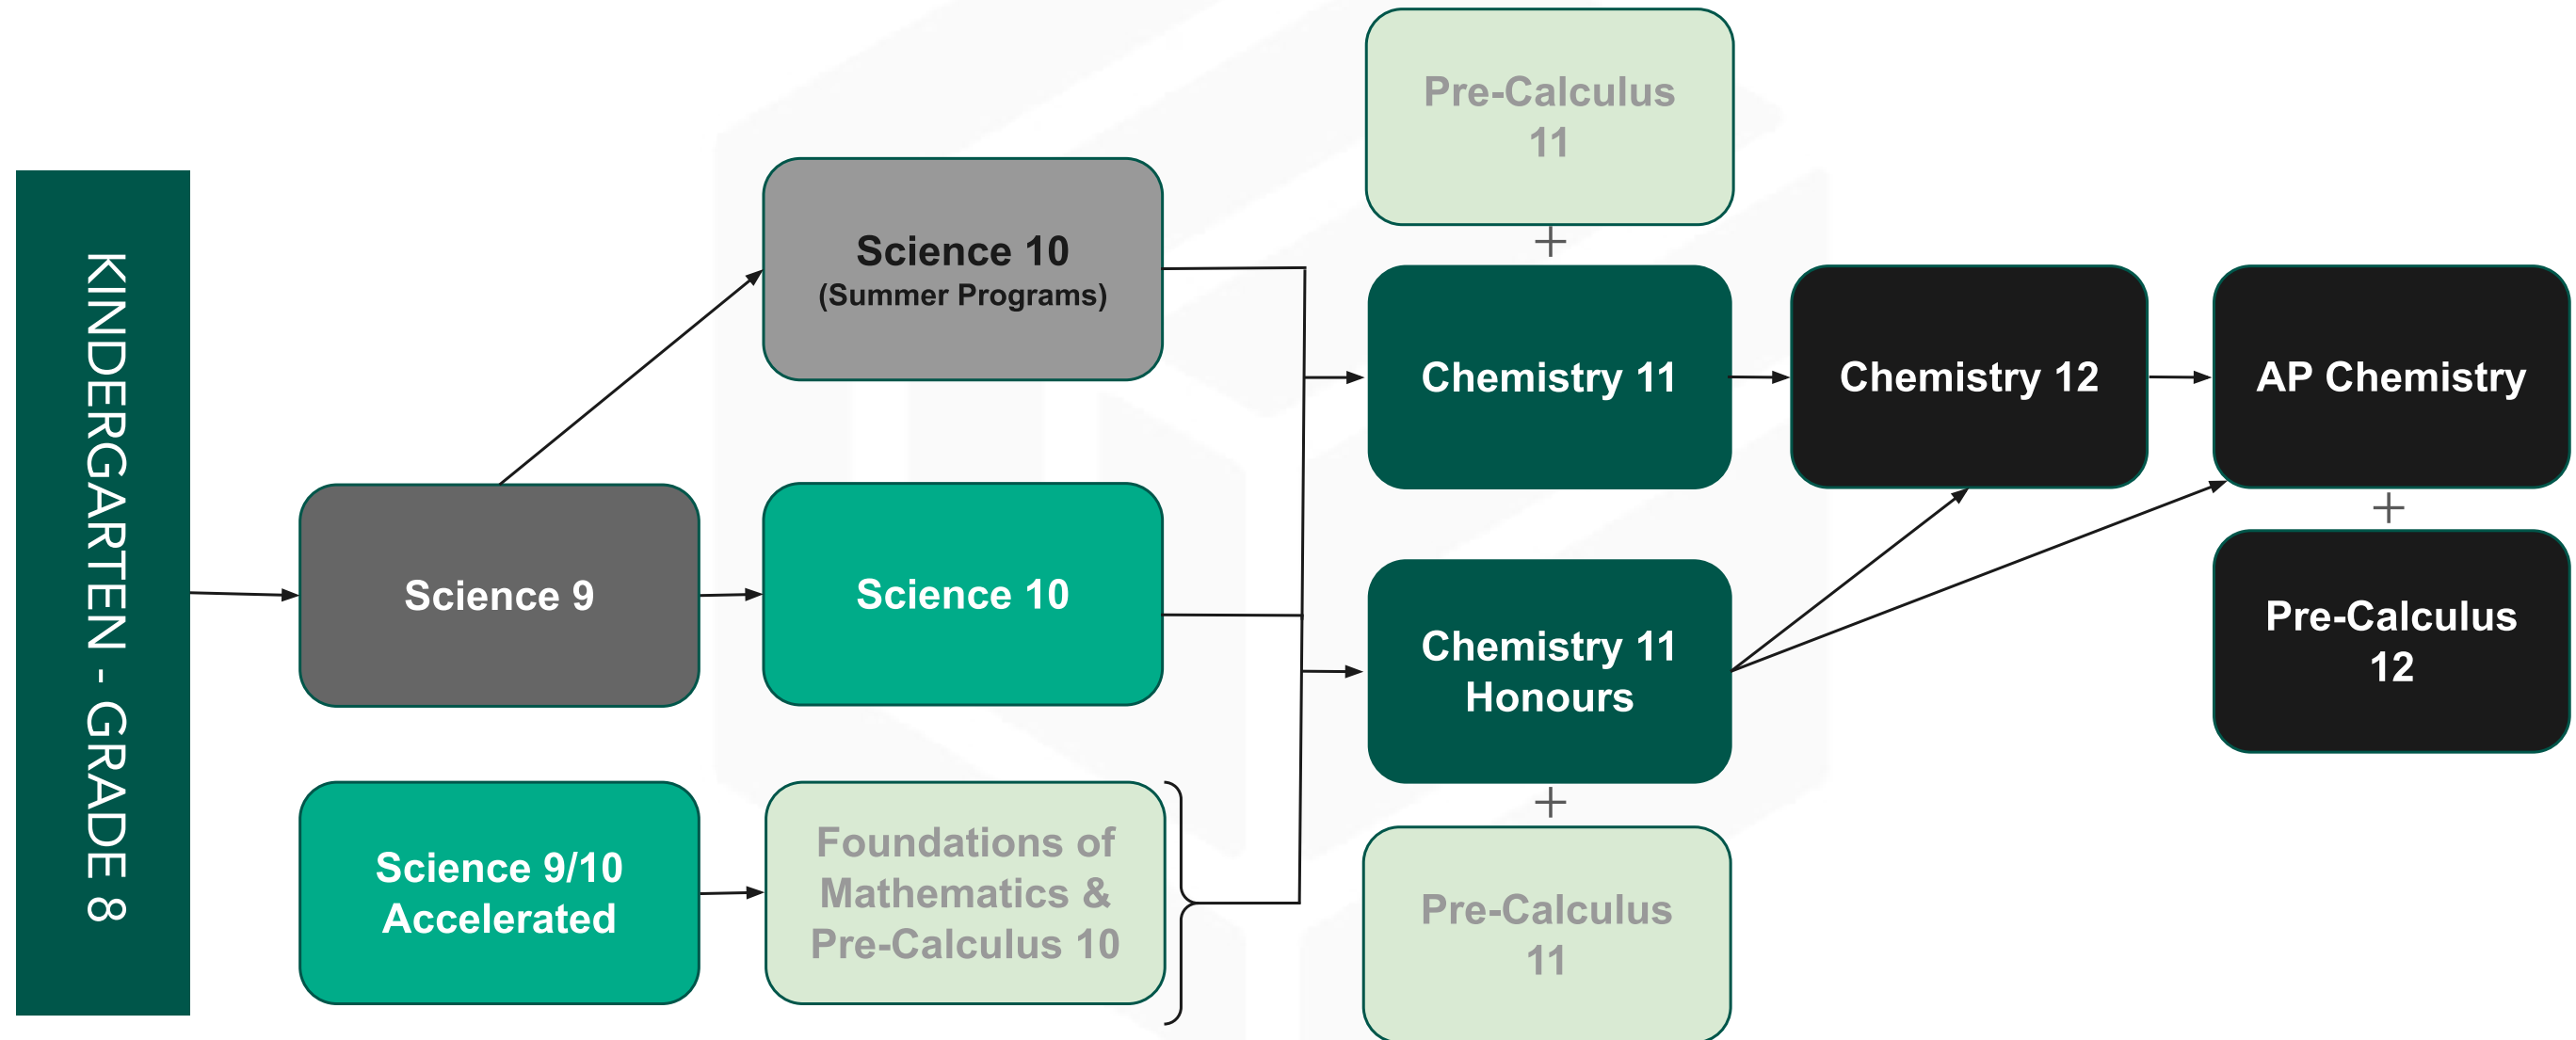 KINDERGARTEN - GRADE 8
Science 9
Science 9/10
Accelerated
Science 10
(Summer Programs)
Science 10
Foundations of
Mathematics &
Pre-Calculus 10
Pre-Calculus
11
+
Chemistry 11
Chemistry 11
Honours
+
Pre-Calculus
11
Chemistry 12
AP Chemistry
+
Pre-Calculus
12